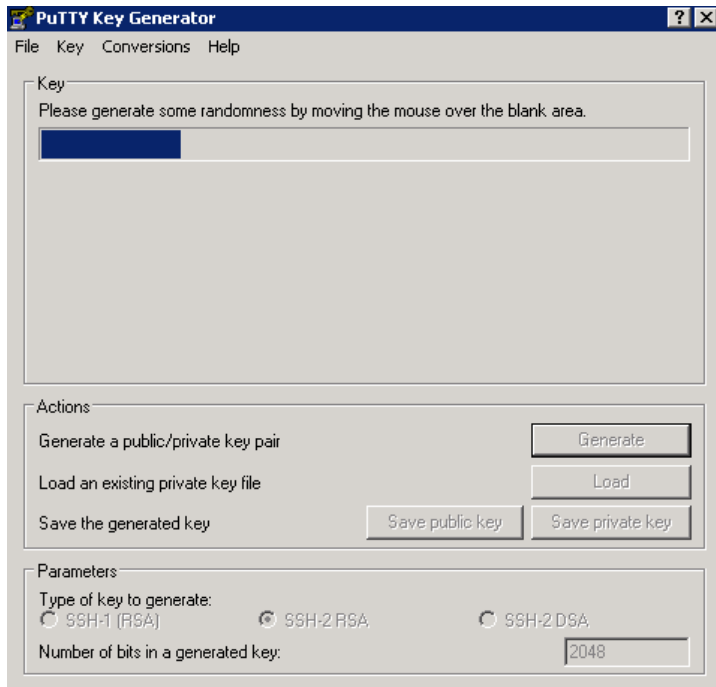 PuTTY Key Generator
File Key Conversions Help
Key
Please generate some randomness by moving the mouse over the blank area.
Actions
Generate a public/private key pair
Generate
Load an existing private key file
Load
Save the generated key
Save public key
Save private key
Parameters
Type of key to generate:
SSH-1 (RSA)
SSH-2 RSA
SSH-2 DSA
Number of bits in a generated key:
2048